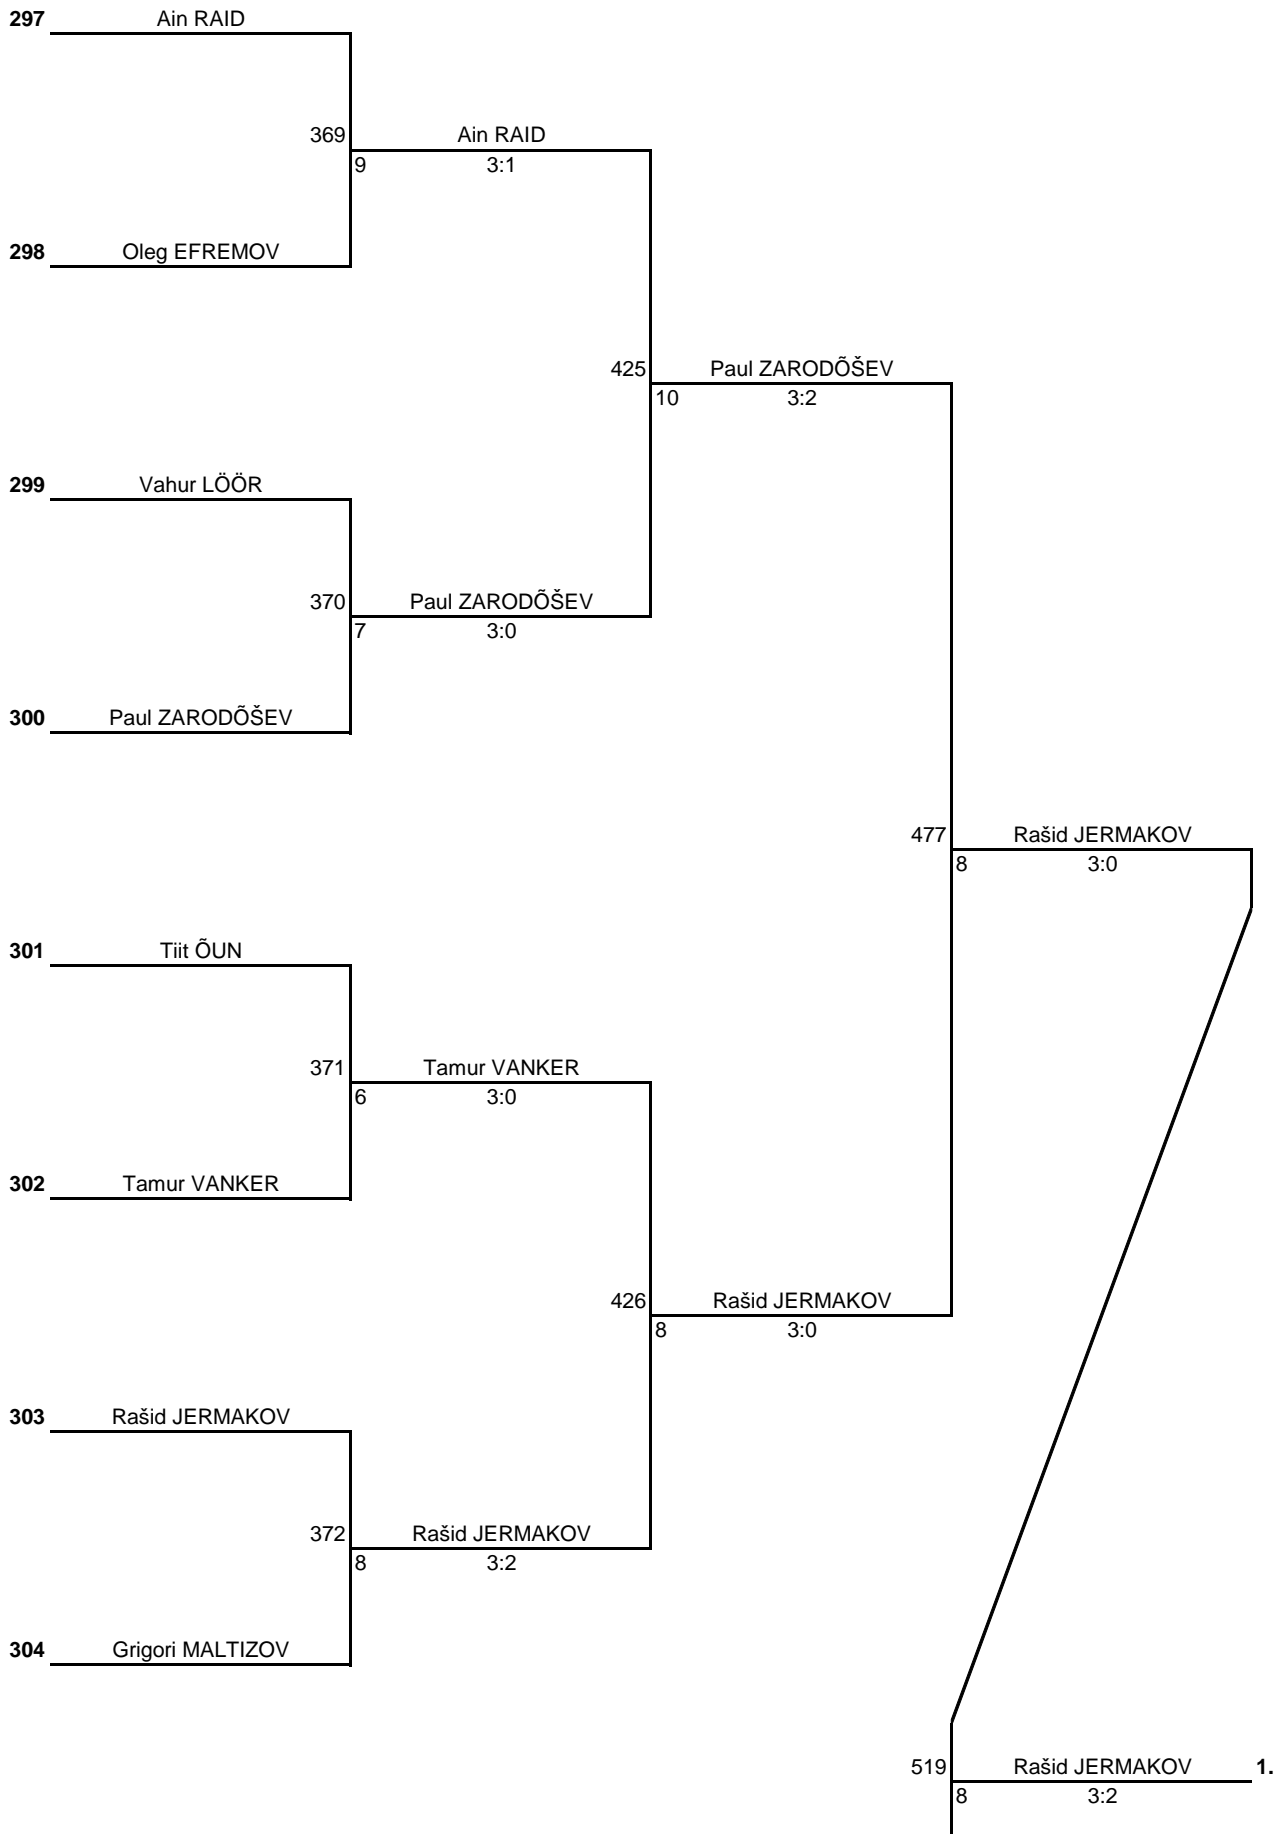 297 Ain RAID
369 Ain RAID
9 3:1
298 Oleg EFREMOV
425 Paul ZARODÕŠEV
10 3:2
299 Vahur LÖÖR
370 Paul ZARODÕŠEV
7 3:0
300 Paul ZARODÕŠEV
477 Rašid JERMAKOV
8 3:0
301 Tiit ÕUN
371 Tamur VANKER
6 3:0
302 Tamur VANKER
426 Rašid JERMAKOV
8 3:0
303 Rašid JERMAKOV
372 Rašid JERMAKOV
8 3:2
304 Grigori MALTIZOV
519 Rašid JERMAKOV 1.
8 3:2